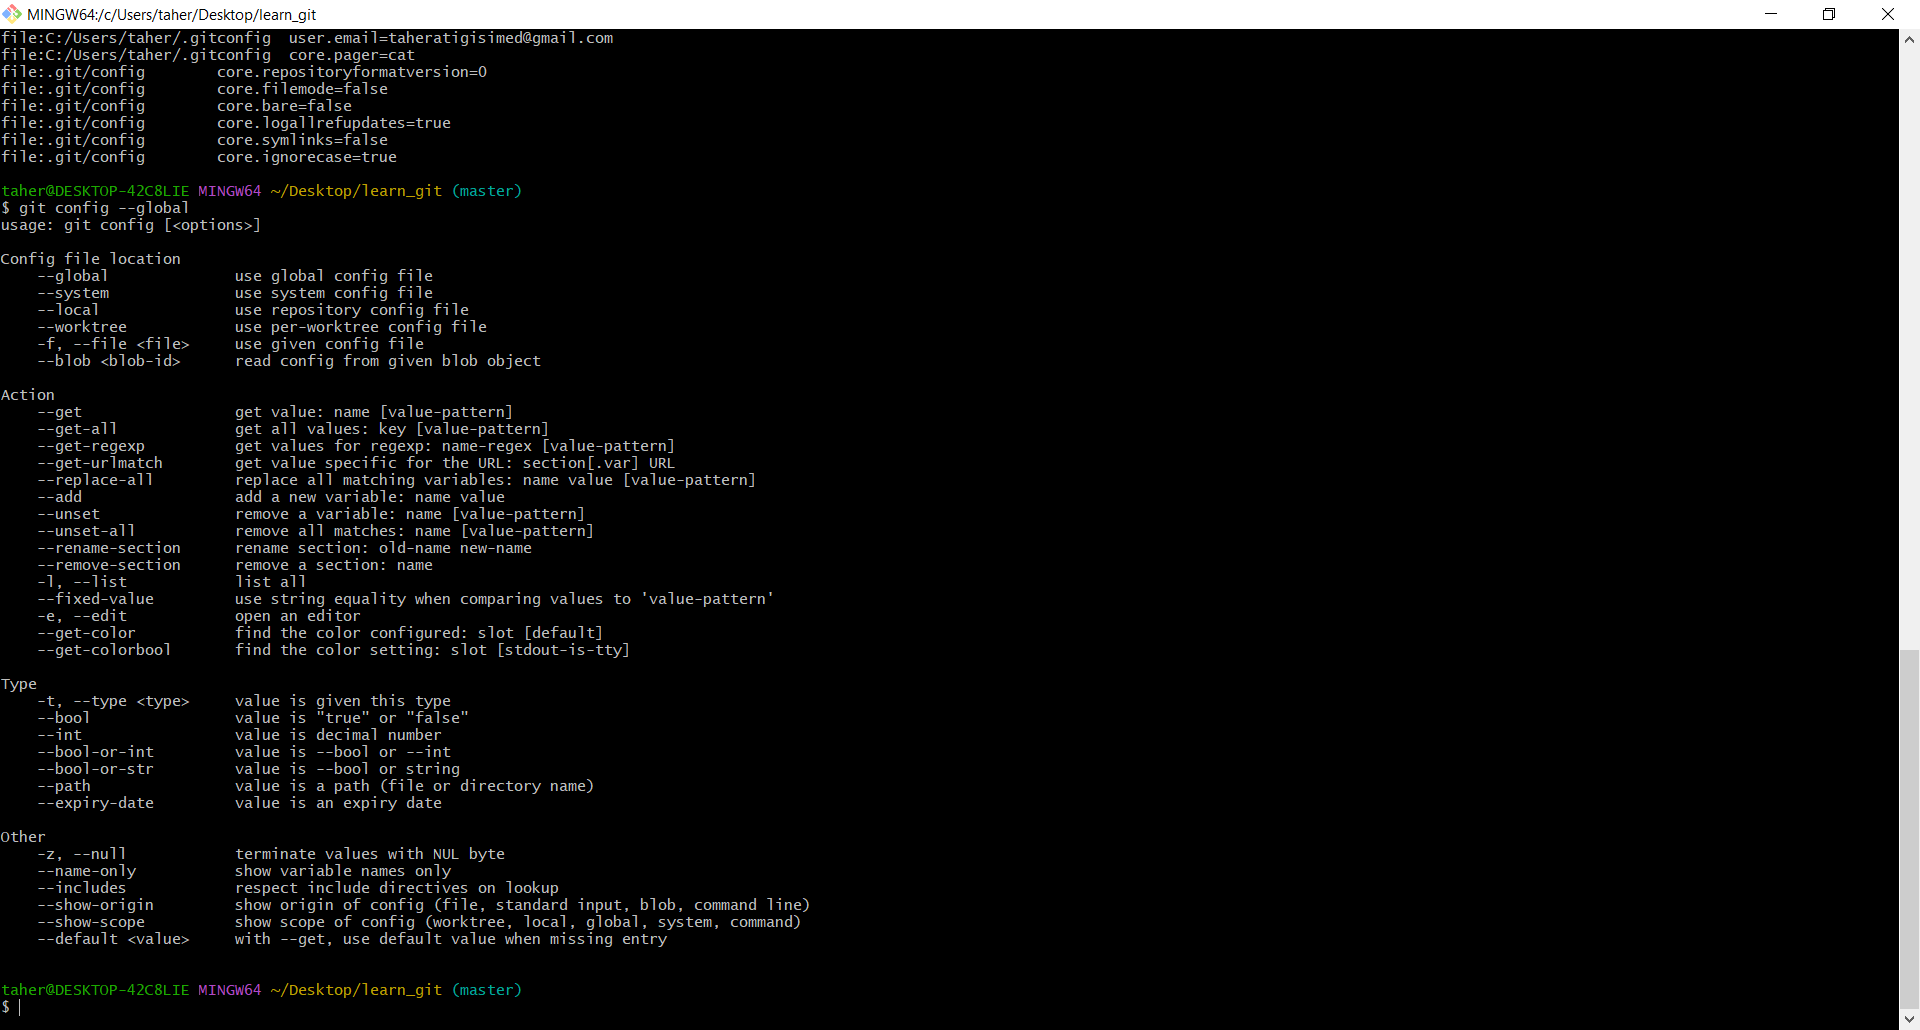 MINGW64:/c/Users/taher/Desktop/learn_git
file:C:/Users/taher/.gitconfig  user.email=taheratigisimed@gmail.com
file:C:/Users/taher/.gitconfig  core.pager=cat
file:.git/config        core.repositoryformatversion=0
file:.git/config        core.filemode=false
file:.git/config        core.bare=false
file:.git/config        core.logallrefupdates=true
file:.git/config        core.symlinks=false
file:.git/config        core.ignorecase=true
taher@DESKTOP-42C8LIE MINGW64 ~/Desktop/learn_git (master)
$ git config --global
usage: git config [<options>]
Config file location
    --global              use global config file
    --system              use system config file
    --local               use repository config file
    --worktree            use per-worktree config file
    -f, --file <file>     use given config file
    --blob <blob-id>      read config from given blob object
Action
    --get                 get value: name [value-pattern]
    --get-all             get all values: key [value-pattern]
    --get-regexp          get values for regexp: name-regex [value-pattern]
    --get-urlmatch        get value specific for the URL: section[.var] URL
    --replace-all         replace all matching variables: name value [value-pattern]
    --add                 add a new variable: name value
    --unset               remove a variable: name [value-pattern]
    --unset-all           remove all matches: name [value-pattern]
    --rename-section      rename section: old-name new-name
    --remove-section      remove a section: name
    -l, --list            list all
    --fixed-value         use string equality when comparing values to 'value-pattern'
    -e, --edit            open an editor
    --get-color           find the color configured: slot [default]
    --get-colorbool       find the color setting: slot [stdout-is-tty]
Type
    -t, --type <type>     value is given this type
    --bool                value is "true" or "false"
    --int                 value is decimal number
    --bool-or-int         value is --bool or --int
    --bool-or-str         value is --bool or string
    --path                value is a path (file or directory name)
    --expiry-date         value is an expiry date
Other
    -z, --null            terminate values with NUL byte
    --name-only           show variable names only
    --includes            respect include directives on lookup
    --show-origin         show origin of config (file, standard input, blob, command line)
    --show-scope          show scope of config (worktree, local, global, system, command)
    --default <value>     with --get, use default value when missing entry
taher@DESKTOP-42C8LIE MINGW64 ~/Desktop/learn_git (master)
$